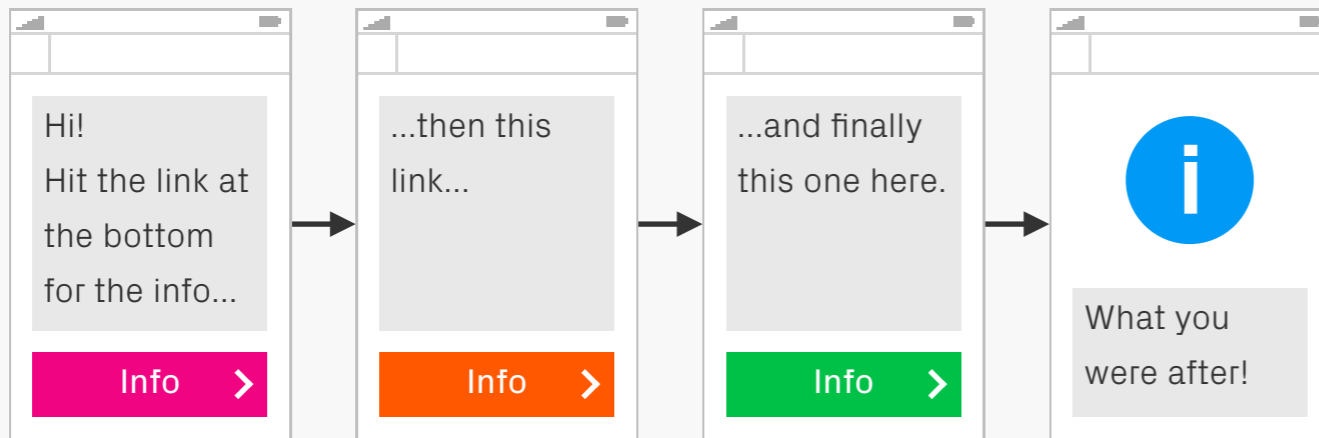 Hi!
Hit the link at
the bottom
for the info...
Info
...then this
link...
Info
...and finally
this one here.
Info
i
What you
were after!